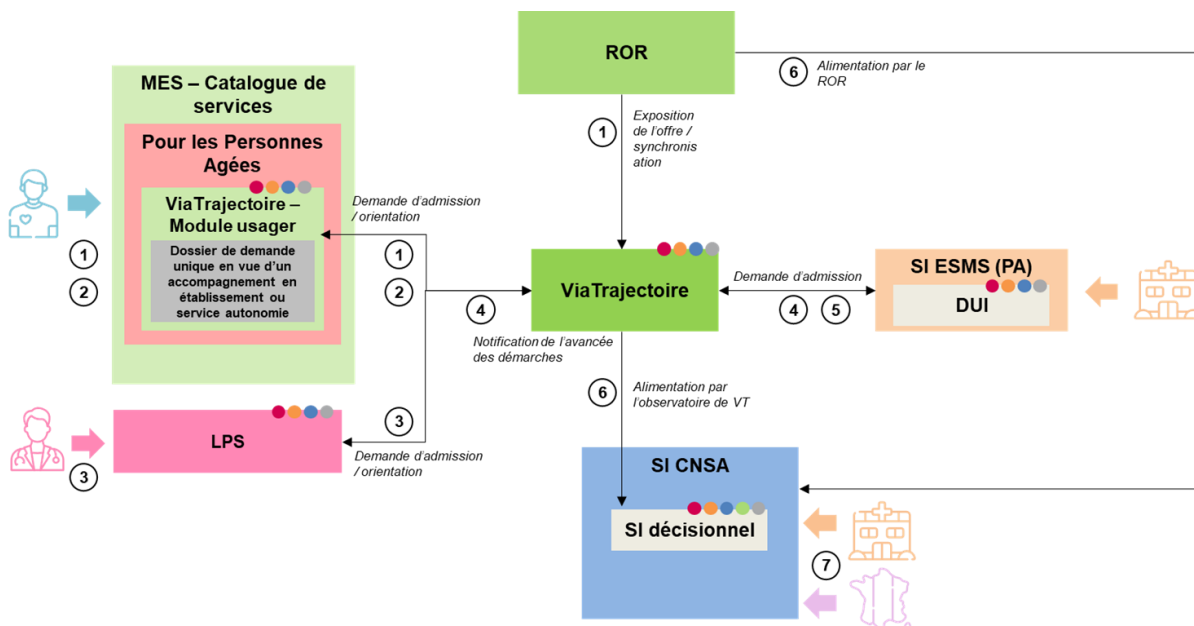 ROR
6
Alimentation par le
ROR
MES – Catalogue de
services
Pour les Personnes
Agées
ViaTrajectoire –
Module usager
Dossier de demande
unique en vue d’un
accompagnement en
établissement ou
service autonomie
1
2
1
Exposition
de l’offre /
synchronis
ation
Demande d’admission
/ orientation
1
2
4
Notification de l’avancée
des démarches
ViaTrajectoire
Demande d’admission
4
5
SI ESMS (PA)
DUI
6
Alimentation par
l’observatoire de VT
3
LPS
3
Demande d’admission
/ orientation
SI CNSA
SI décisionnel
7